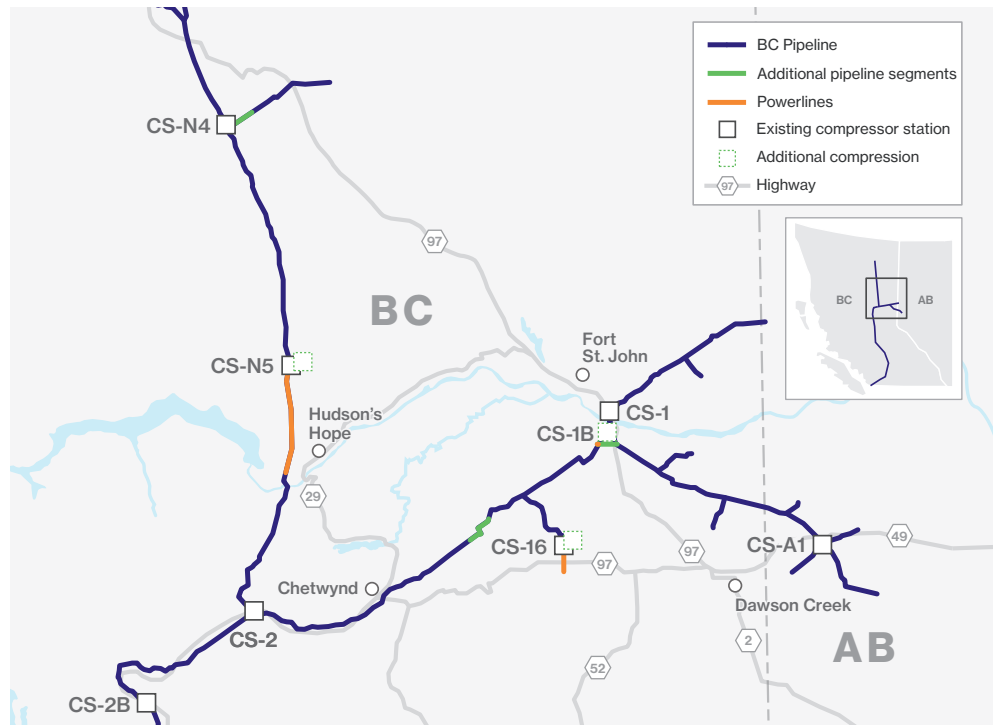 BC Pipeline
Additional pipeline segments
Powerlines
Existing compressor station
Additional compression
97
Highway
CS-N4
97
BC
BC
AB
Fort
St. John
CS-N5
CS-1
Hudson's
Hope
CS-1B
29
CS-16
97
97
CS-A1
49
Chetwynd
Dawson Creek
CS-2
2
AB
52
CS-2B